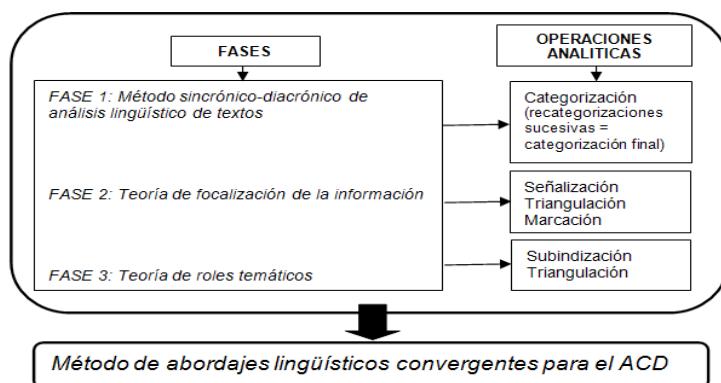 FASES
OPERACIONES
ANALITICAS
FASE 1: Método sincrónico-diacrónico de
análisis lingüístico de textos
Categorización
(recategorizaciones
sucesivas =
categorización final)
FASE 2: Teoría de focalización de la información
Señalización
Triangulación
Marcación
FASE 3: Teoría de roles temáticos
Subindización
Triangulación
Método de abordajes lingüísticos convergentes para el ACD